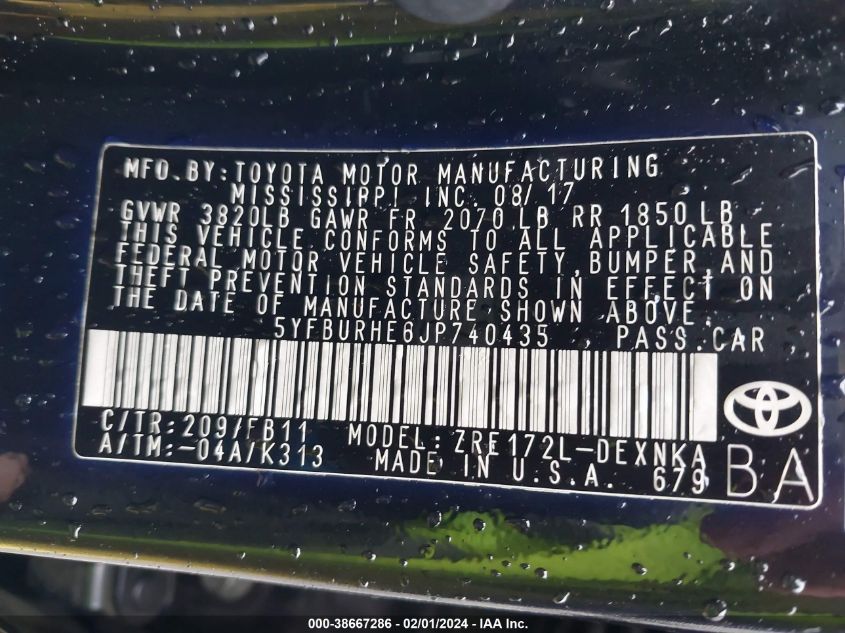 MFD.BY:TOYOTA MOTOR MANUFACTURING
MISSISSIPPI INC. 08/17
GVWR 3820LB GAWR FR 2070LB RR 1850LB
THIS VEHICLE CONFORMS TO ALL APPLICABLE
FEDERAL MOTOR VEHICLE SAFETY,BUMPER,AND
THEFT PREVENTION STANDARDS IN EFFECT ON
THE DATE OF MANUFACTURE SHOWN ABOVE.
5YFBURHE6JP740435 PASS.CAR
C/TR:209/FB11 MODEL:ZRE172L-DEXNKA
A/TM:-04A/K313 MADE IN U.S.A. 679
BA
000-38667286 - 02/01/2024 - IAA Inc.